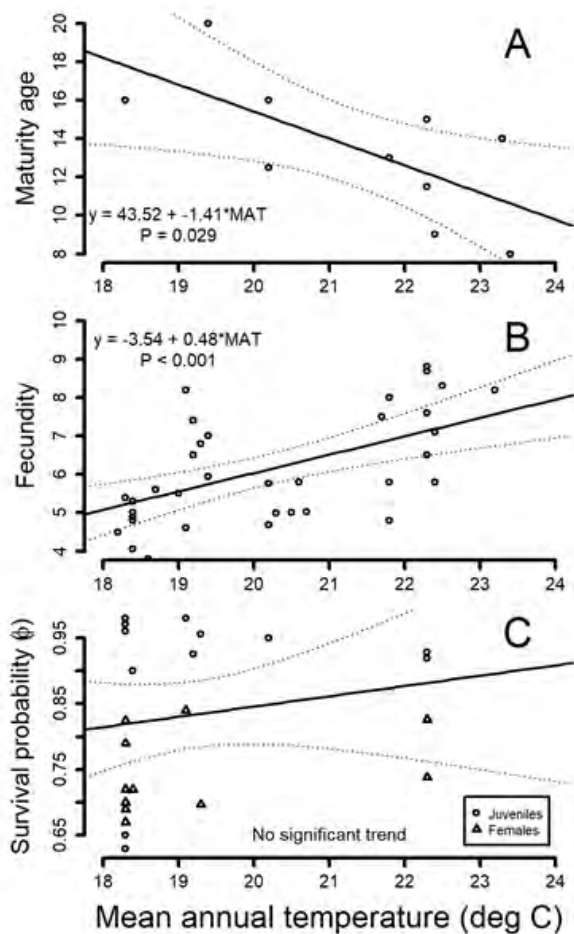 A
Maturity age
20
18
16
14
12
10
8
y = 43.52 + -1.41*MAT
P = 0.029
18 19 20 21 22 23 24
B
Fecundity
10
9
8
7
6
5
4
y = -3.54 + 0.48*MAT
P < 0.001
18 19 20 21 22 23 24
C
Survival probability (ϕ)
0.95
0.85
0.75
0.65
Juveniles
Females
No significant trend
18 19 20 21 22 23 24
Mean annual temperature (deg C)